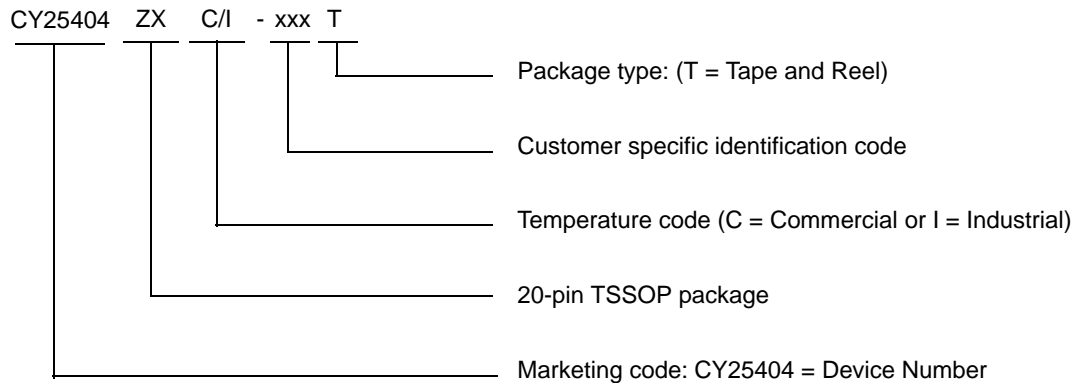 CY25404 ZX C/I - xxx T
Package type: (T = Tape and Reel)
Customer specific identification code
Temperature code (C = Commercial or I = Industrial)
20-pin TSSOP package
Marketing code: CY25404 = Device Number